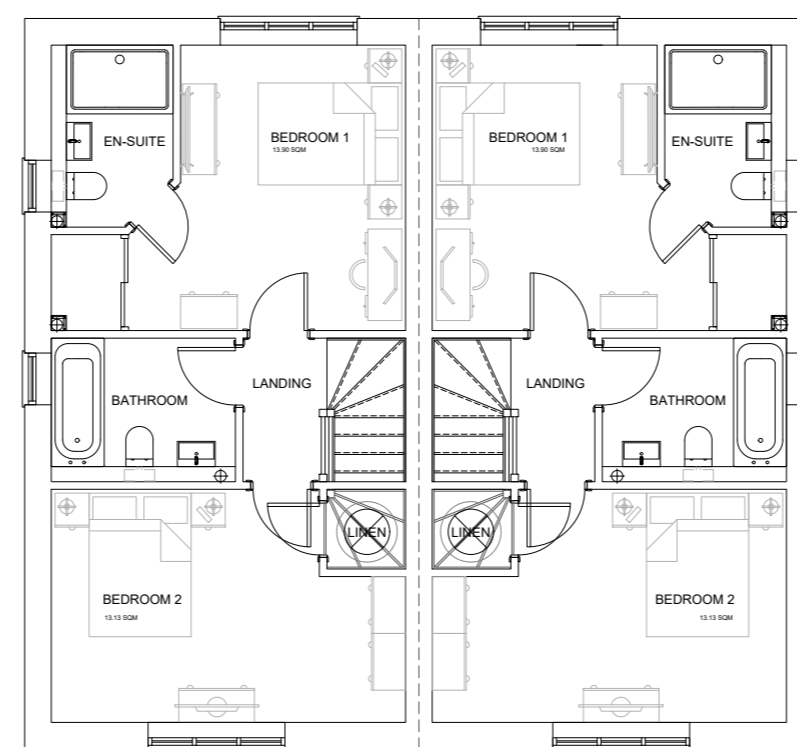 EN-SUITE
BEDROOM 1
13.90 SQM
BEDROOM 1
13.90 SQM
EN-SUITE
BATHROOM
LANDING
LANDING
BATHROOM
LINEN
LINEN
BEDROOM 2
13.13 SQM
BEDROOM 2
13.13 SQM